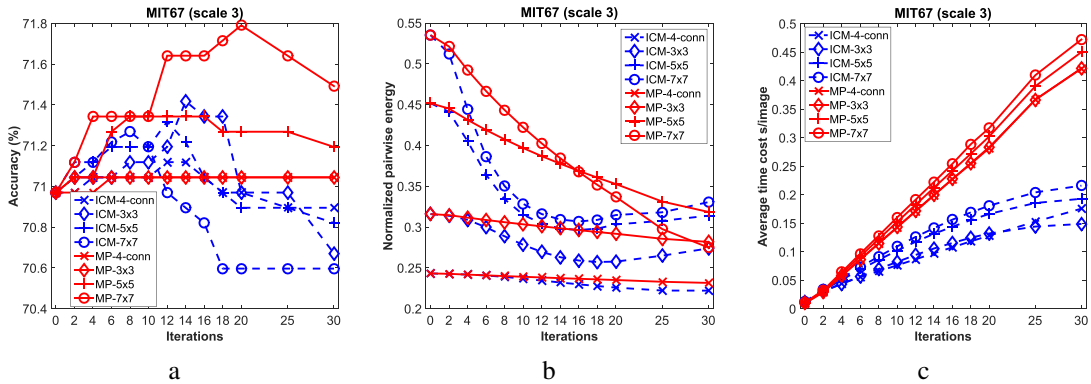 MIT67 (scale 3)
71.8
71.6
71.4
71.2
71
70.8
70.6
70.4
Accuracy (%)
ICM-4-conn
ICM-3x3
ICM-5x5
ICM-7x7
MP-4-conn
MP-3x3
MP-5x5
MP-7x7
0 2 4 6 8 10 12 14 16 18 20 25 30
Iterations
a
MIT67 (scale 3)
0.55
0.5
0.45
0.4
0.35
0.3
0.25
0.2
Normalized pairwise energy
ICM-4-conn
ICM-3x3
ICM-5x5
ICM-7x7
MP-4-conn
MP-3x3
MP-5x5
MP-7x7
0 2 4 6 8 10 12 14 16 18 20 25 30
Iterations
b
MIT67 (scale 3)
0.5
0.45
0.4
0.35
0.3
0.25
0.2
0.15
0.1
0.05
0
Average time cost s/image
ICM-4-conn
ICM-3x3
ICM-5x5
ICM-7x7
MP-4-conn
MP-3x3
MP-5x5
MP-7x7
0 2 4 6 8 10 12 14 16 18 20 25 30
Iterations
c